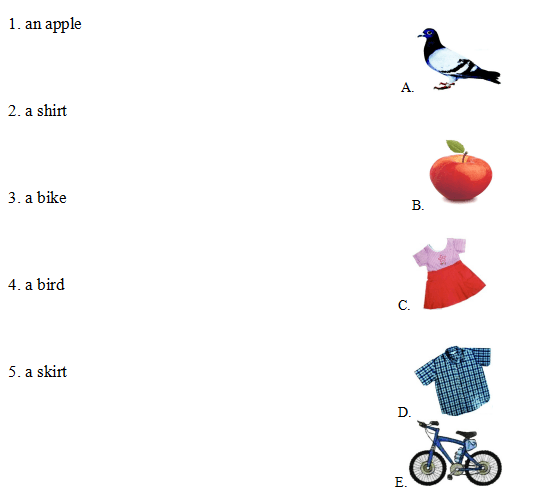 1. an apple
A.
2. a shirt
B.
3. a bike
4. a bird
C.
5. a skirt
D.
E.